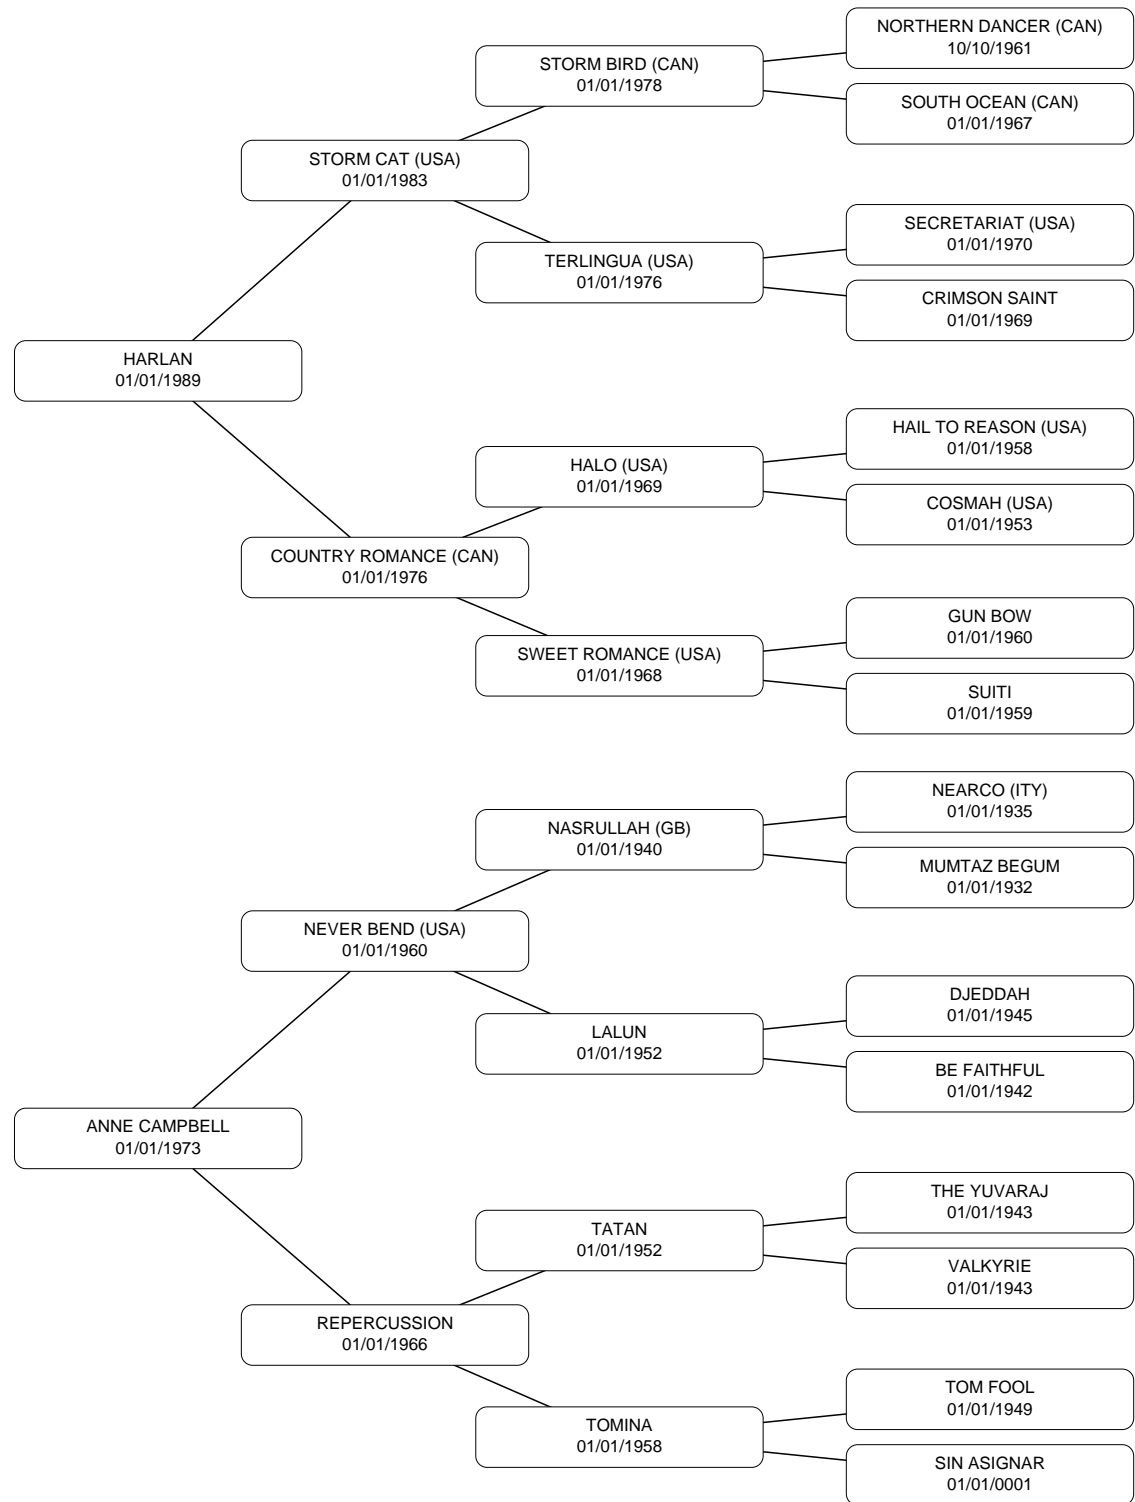 NORTHERN DANCER (CAN)
10/10/1961
STORM BIRD (CAN)
01/01/1978
SOUTH OCEAN (CAN)
01/01/1967
STORM CAT (USA)
01/01/1983
SECRETARIAT (USA)
01/01/1970
TERLINGUA (USA)
01/01/1976
CRIMSON SAINT
01/01/1969
HARLAN
01/01/1989
HAIL TO REASON (USA)
01/01/1958
HALO (USA)
01/01/1969
COSMAH (USA)
01/01/1953
COUNTRY ROMANCE (CAN)
01/01/1976
GUN BOW
01/01/1960
SWEET ROMANCE (USA)
01/01/1968
SUITI
01/01/1959
NEARCO (ITY)
01/01/1935
NASRULLAH (GB)
01/01/1940
MUMTAZ BEGUM
01/01/1932
NEVER BEND (USA)
01/01/1960
DJEDDAH
01/01/1945
LALUN
01/01/1952
BE FAITHFUL
01/01/1942
ANNE CAMPBELL
01/01/1973
THE YUVARAJ
01/01/1943
TATAN
01/01/1952
VALKYRIE
01/01/1943
REPERCUSSION
01/01/1966
TOM FOOL
01/01/1949
TOMINA
01/01/1958
SIN ASIGNAR
01/01/0001